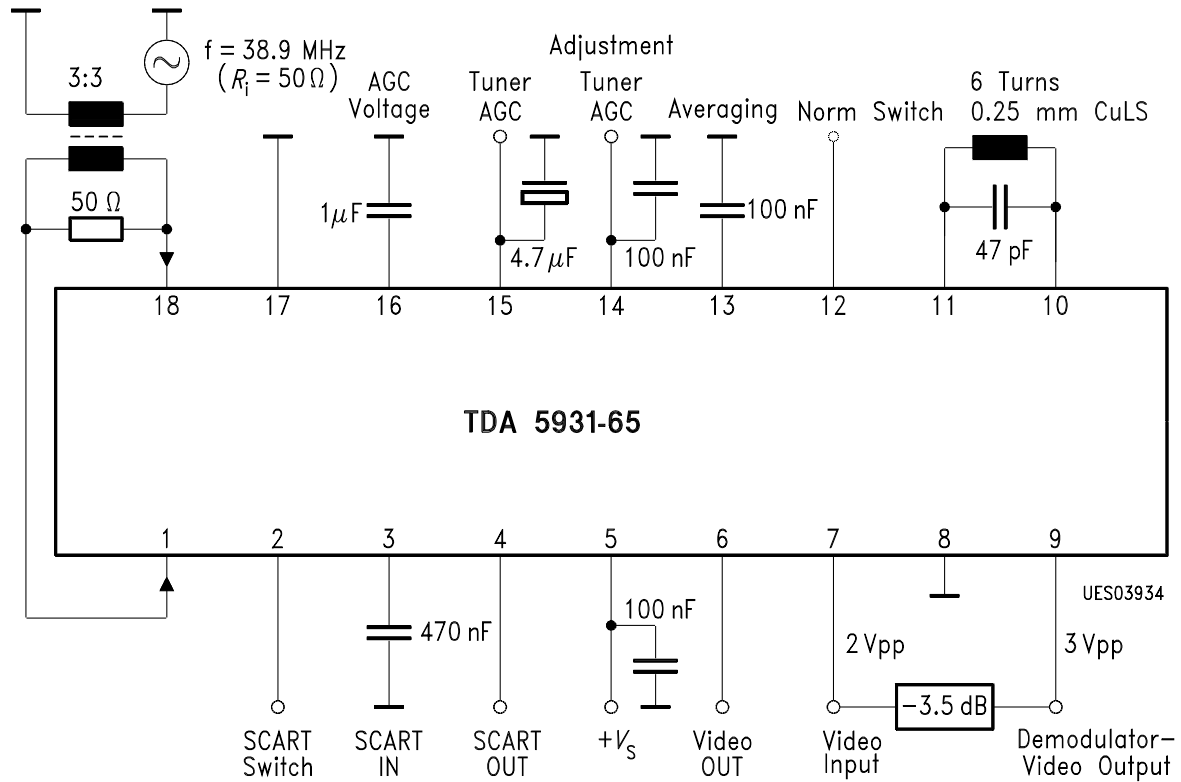 f = 38.9 MHz
(Ri = 50 Ω)
3:3
50 Ω
AGC
Voltage
Adjustment
Tuner
AGC
Tuner
AGC
Averaging
Norm Switch
6 Turns
0.25 mm CuLS
1μF
4.7 μF
100 nF
100 nF
47 pF
18 17 16 15 14 13 12 11 10
TDA 5931-65
1 2 3 4 5 6 7 8 9
UES03934
470 nF
100 nF
2 Vpp
3 Vpp
-3.5 dB
SCART
Switch
SCART
IN
SCART
OUT
+VS
Video
OUT
Video
Input
Demodulator-
Video Output